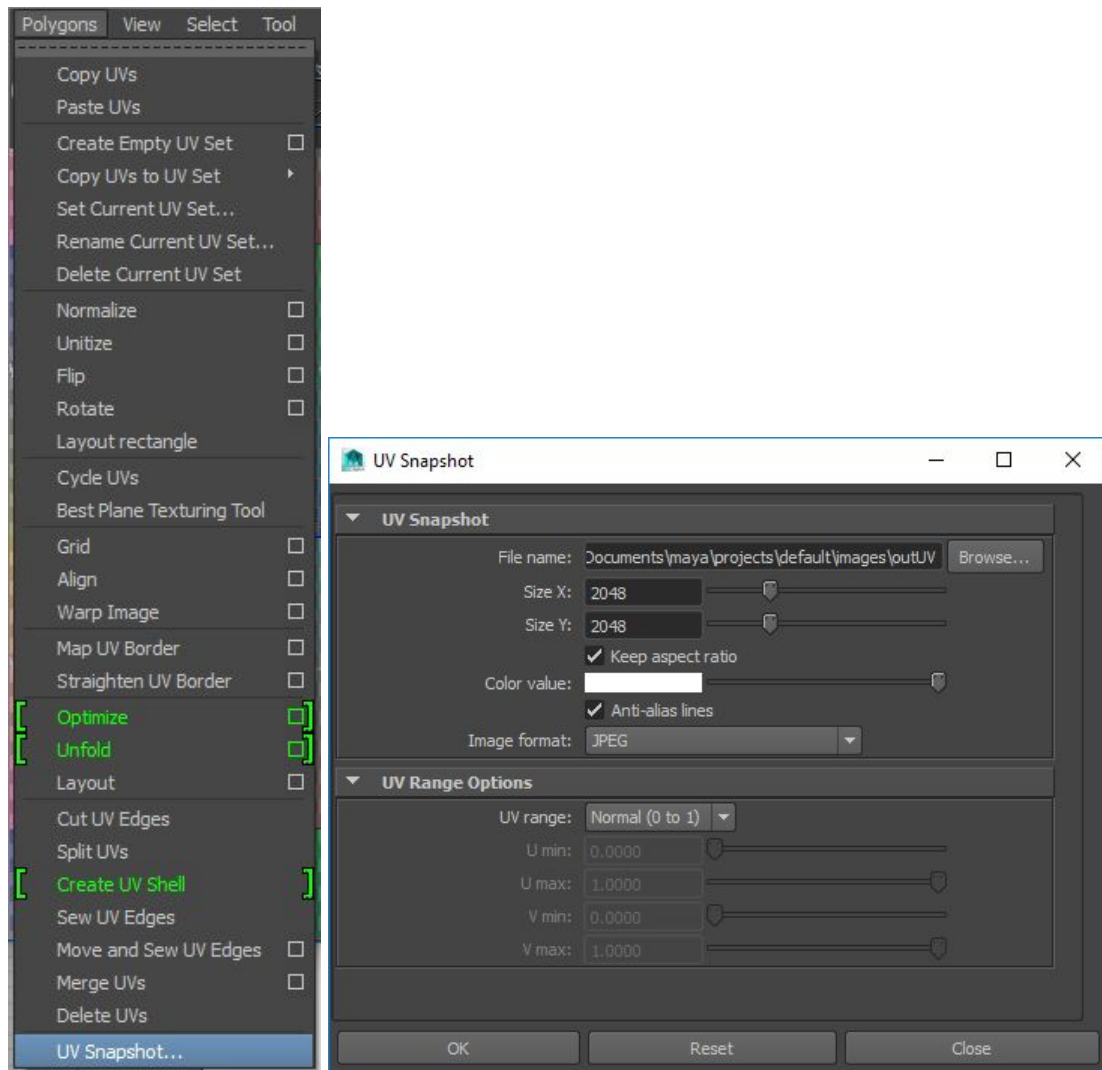 Polygons View Select Tool
Copy UVs
Paste UVs
Create Empty UV Set
Copy UVs to UV Set
Set Current UV Set...
Rename Current UV Set...
Delete Current UV Set
Normalize
Unitize
Flip
Rotate
Layout rectangle
Cycle UVs
Best Plane Texturing Tool
Grid
Align
Warp Image
Map UV Border
Straighten UV Border
Optimize
Unfold
Layout
Cut UV Edges
Split UVs
Create UV Shell
Sew UV Edges
Move and Sew UV Edges
Merge UVs
Delete UVs
UV Snapshot...
UV Snapshot
UV Snapshot
File name: Documents\maya\projects\default\images\outUV Browse...
Size X: 2048
Size Y: 2048
Keep aspect ratio
Color value:
Anti-alias lines
Image format: JPEG
UV Range Options
UV range: Normal (0 to 1)
U min: 0.0000
U max: 1.0000
V min: 0.0000
V max: 1.0000
OK Reset Close